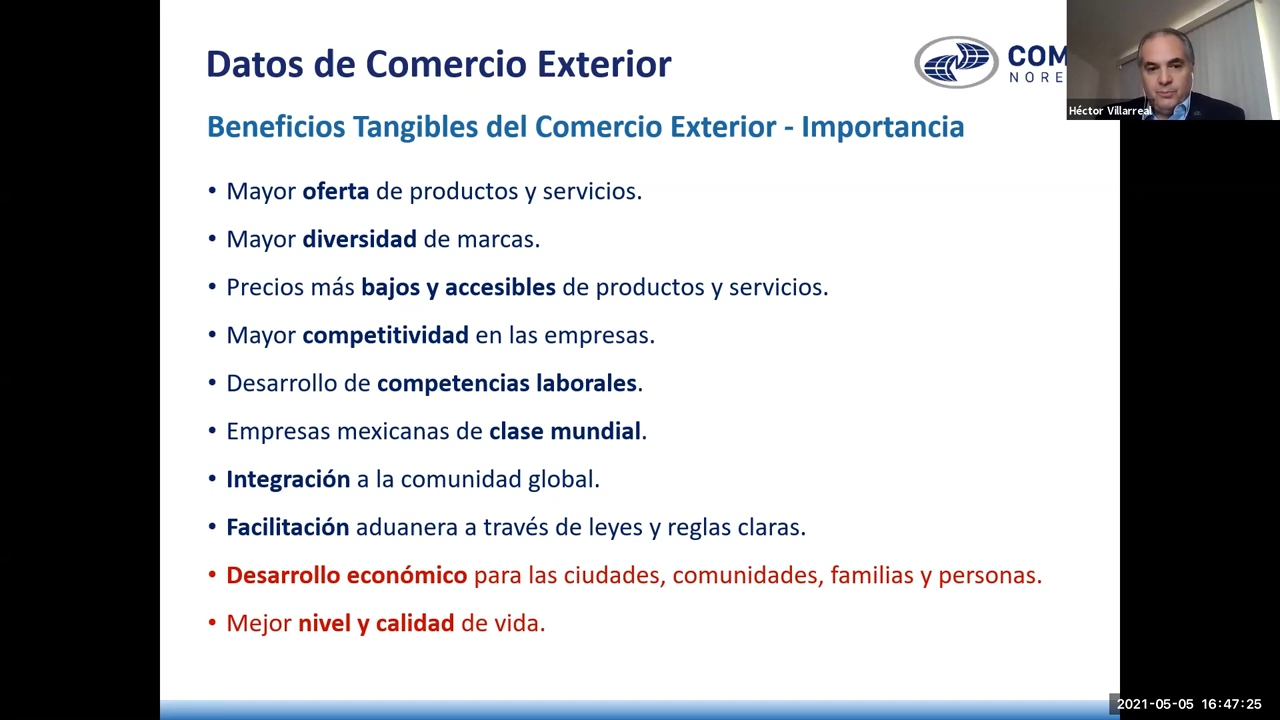 Datos de Comercio Exterior
COM
NORE
Héctor Villarreal
Beneficios Tangibles del Comercio Exterior - Importancia
• Mayor oferta de productos y servicios.
• Mayor diversidad de marcas.
• Precios más bajos y accesibles de productos y servicios.
• Mayor competitividad en las empresas.
• Desarrollo de competencias laborales.
• Empresas mexicanas de clase mundial.
• Integración a la comunidad global.
• Facilitación aduanera a través de leyes y reglas claras.
• Desarrollo económico para las ciudades, comunidades, familias y personas.
• Mejor nivel y calidad de vida.
2021-05-05 16:47:25